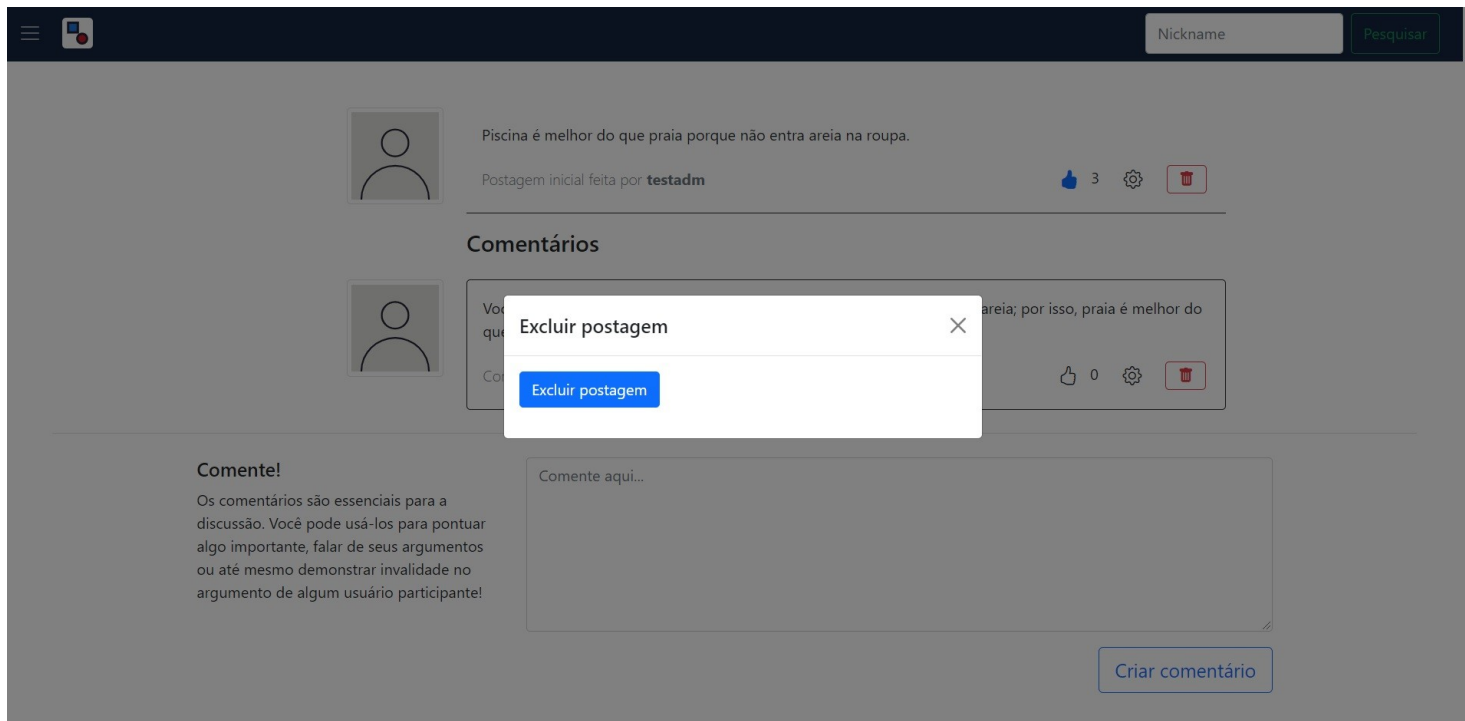 Nickname
Pesquisar
Piscina é melhor do que praia porque não entra areia na roupa.
Postagem inicial feita por testadm
3
Comentários
areia; por isso, praia é melhor do
Excluir postagem
0
Excluir postagem
Comente!
Os comentários são essenciais para a
discussão. Você pode usá-los para pontuar
algo importante, falar de seus argumentos
ou até mesmo demonstrar invalidade no
argumento de algum usuário participante!
Comente aqui...
Criar comentário